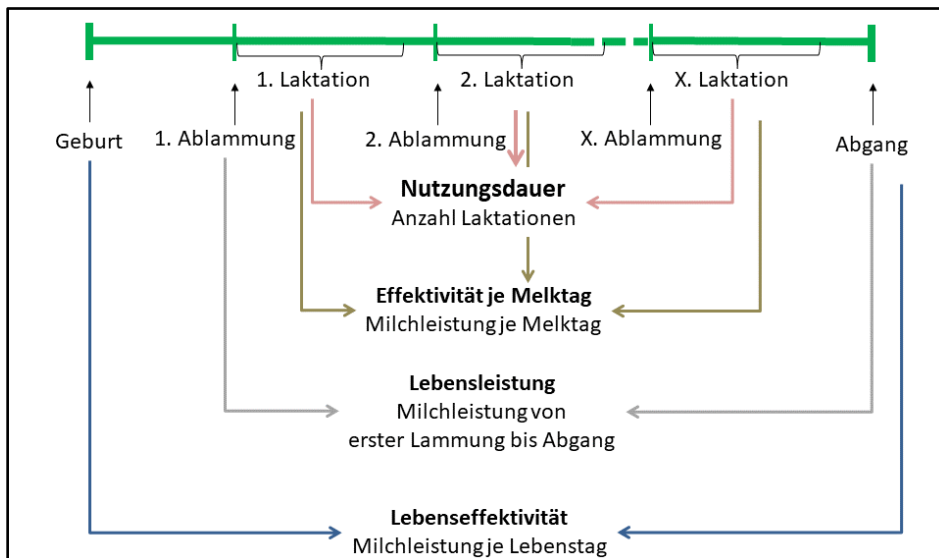 1. Laktation
2. Laktation
X. Laktation
Geburt
1. Ablammung
2. Ablammung
X. Ablammung
Abgang
Nutzungsdauer
Anzahl Laktationen
Effektivität je Melktag
Milchleistung je Melktag
Lebensleistung
Milchleistung von
erster Lammung bis Abgang
Lebenseffektivität
Milchleistung je Lebenstag